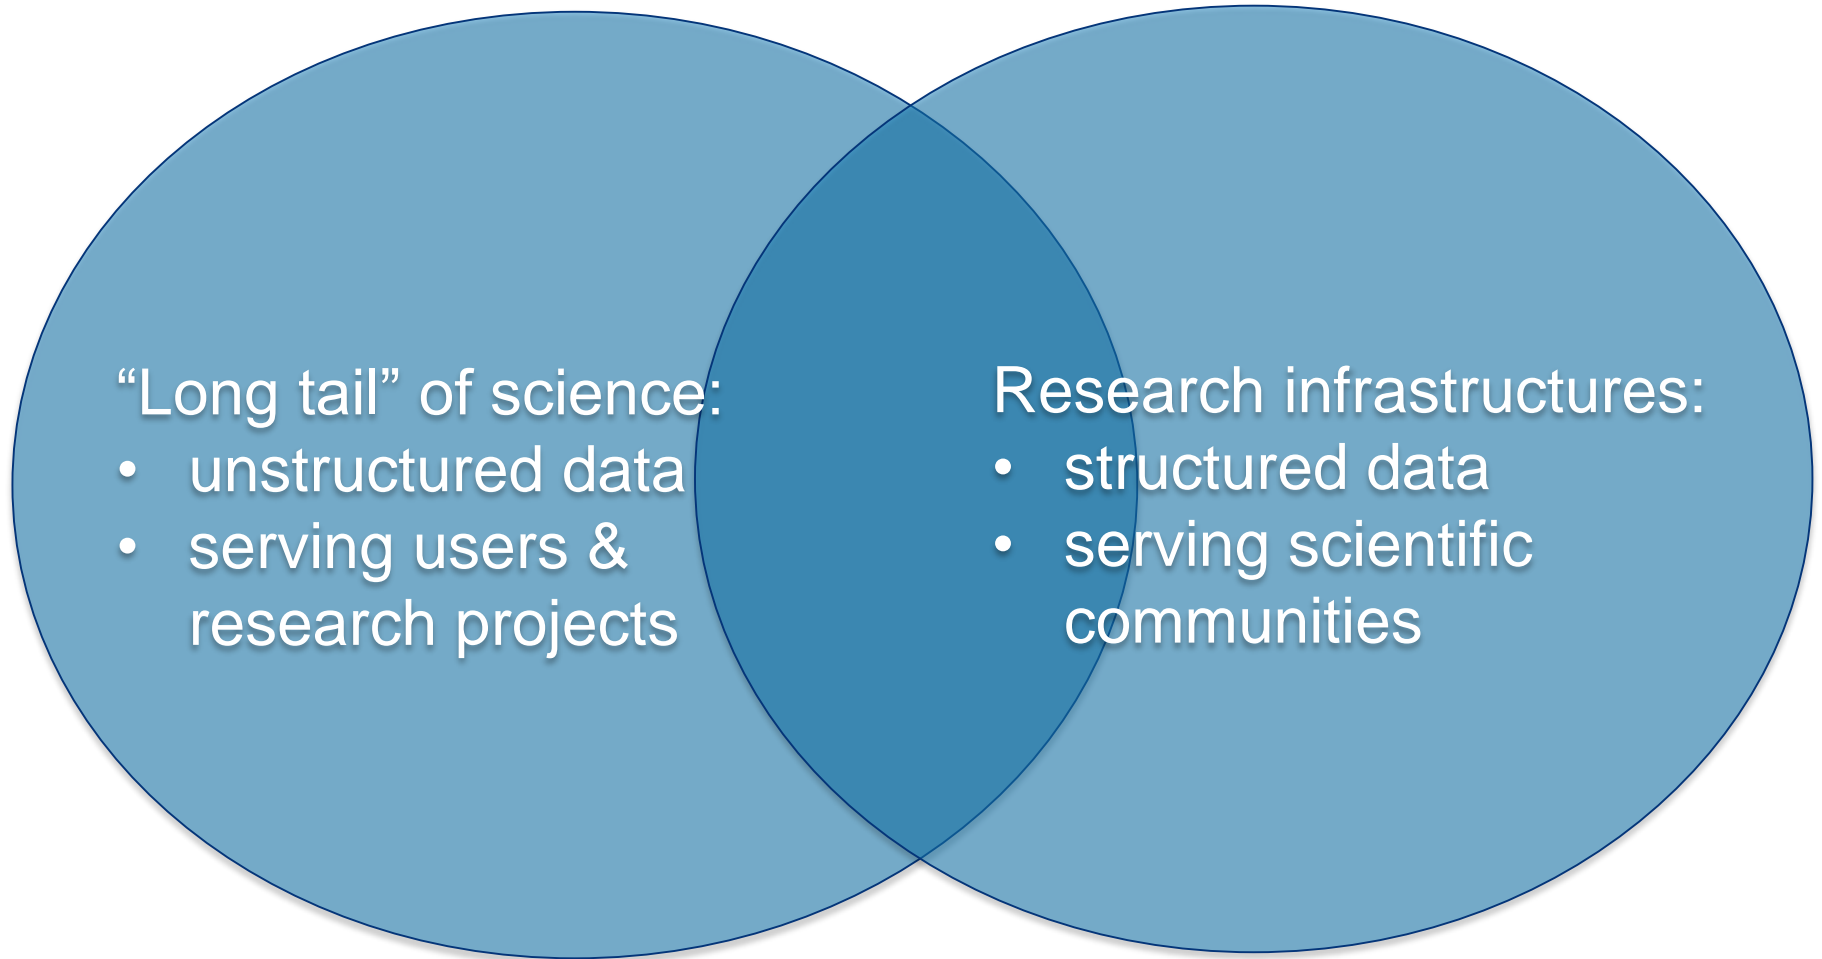 “Long tail” of science:
• unstructured data
• serving users &
research projects
Research infrastructures:
• structured data
• serving scientific
communities